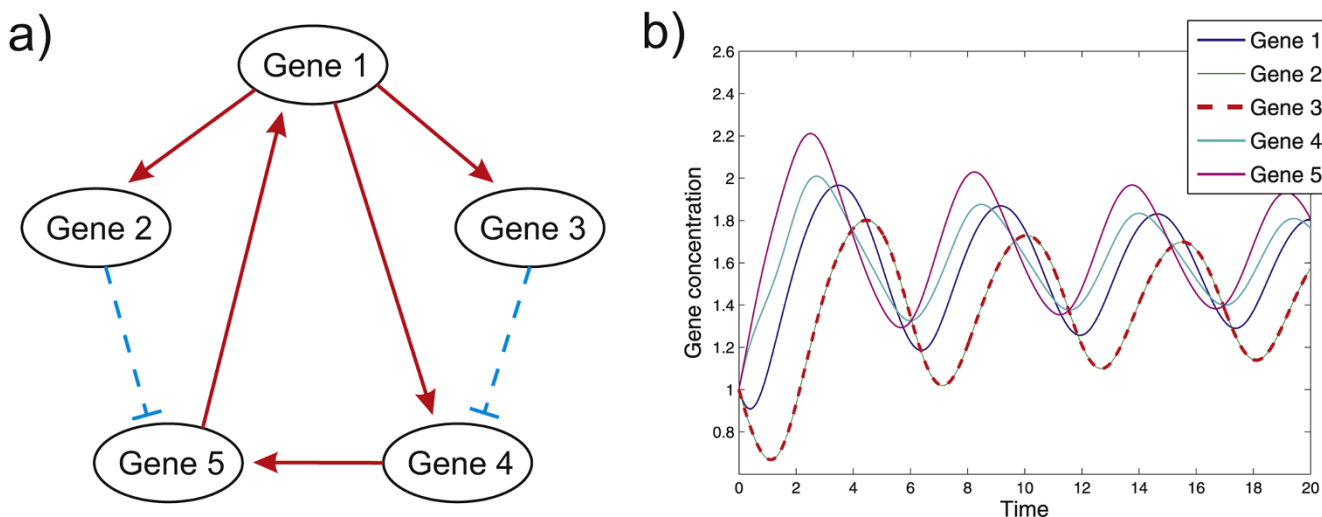 a)
Gene 1
Gene 2
Gene 3
Gene 5
Gene 4
b)
Gene 1
Gene 2
Gene 3
Gene 4
Gene 5
Gene concentration
2.6
2.4
2.2
2
1.8
1.6
1.4
1.2
1
0.8
0 2 4 6 8 10 12 14 16 18 20
Time